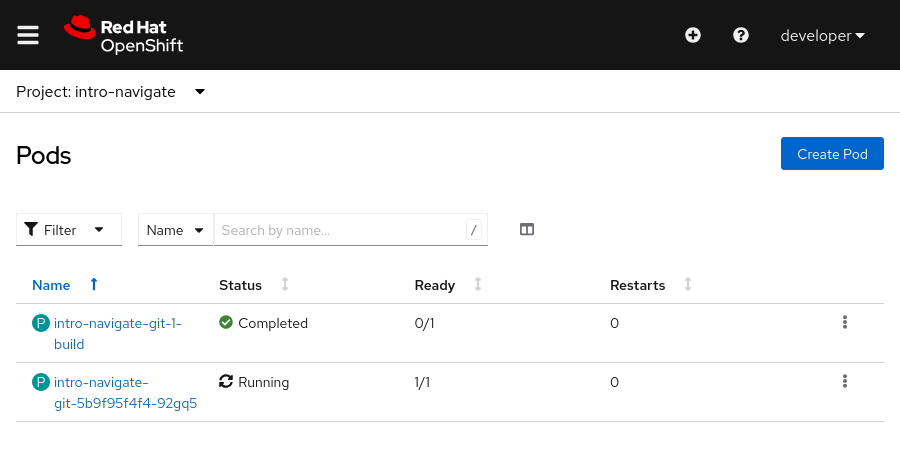 Red Hat
OpenShift
developer
Project: intro-navigate
Pods
Create Pod
Filter
Name
Search by name...
/
Name
Status
Ready
Restarts
P intro-navigate-git-1-
build
Completed
0/1
0
P intro-navigate-
git-5b9f95f4f4-92gq5
Running
1/1
0